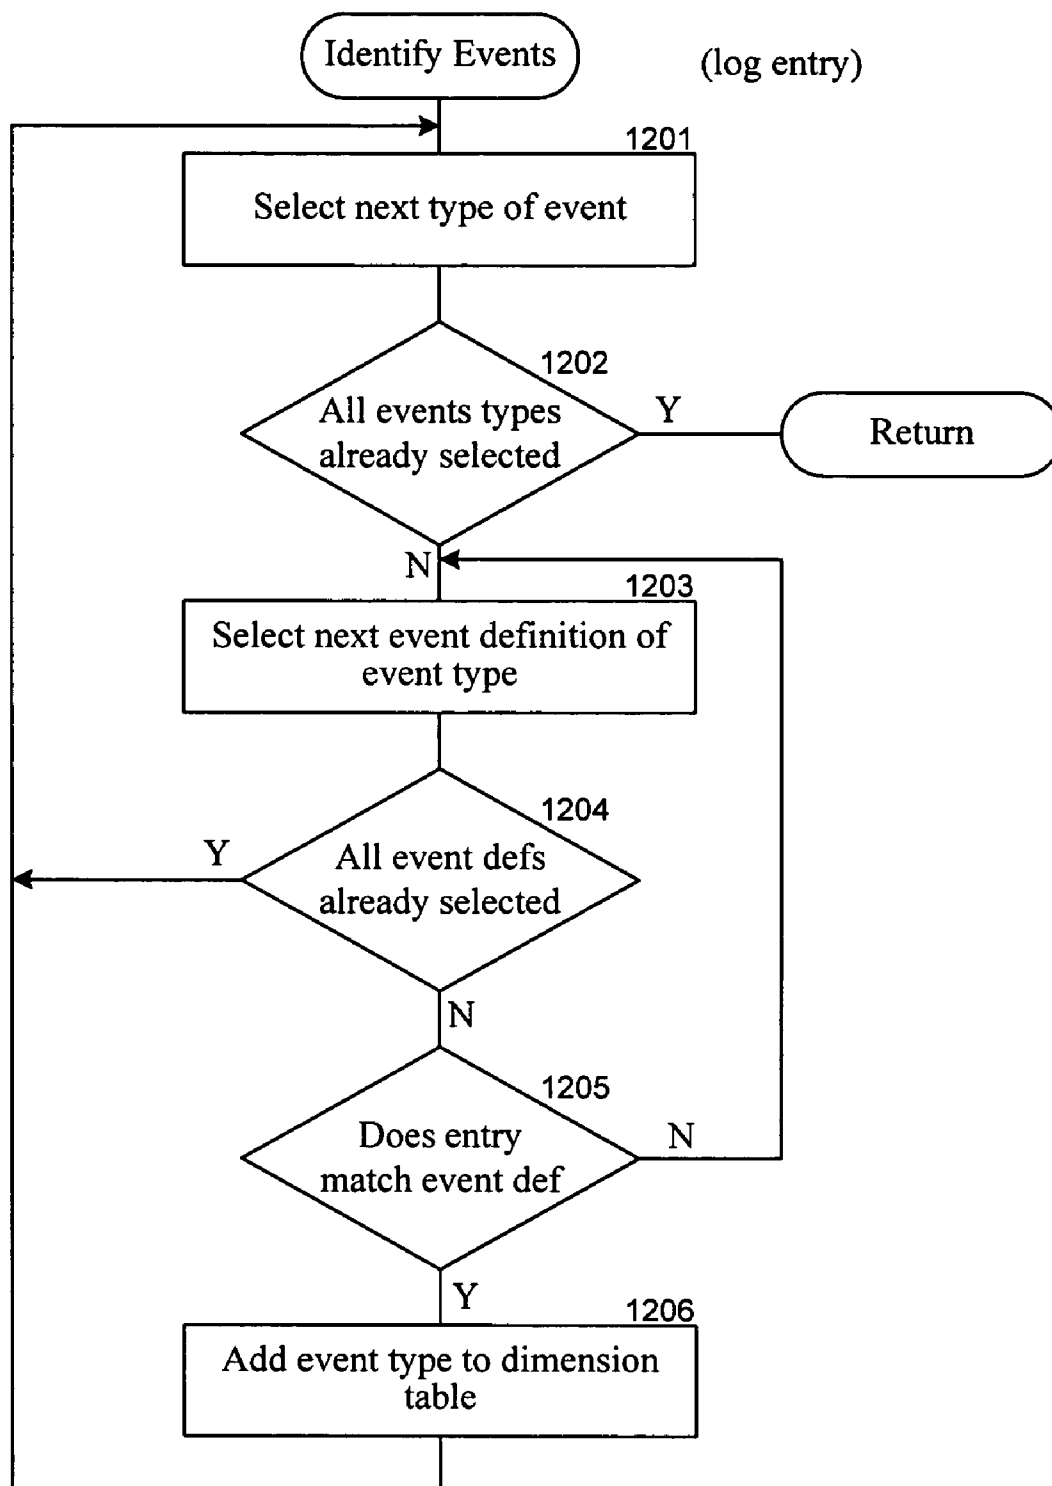 Identify Events
(log entry)
1201
Select next type of event
1202
All events types
already selected
Y
Return
N
1203
Select next event definition of
event type
1204
Y
All event defs
already selected
N
1205
Does entry
match event def
N
Y
1206
Add event type to dimension
table